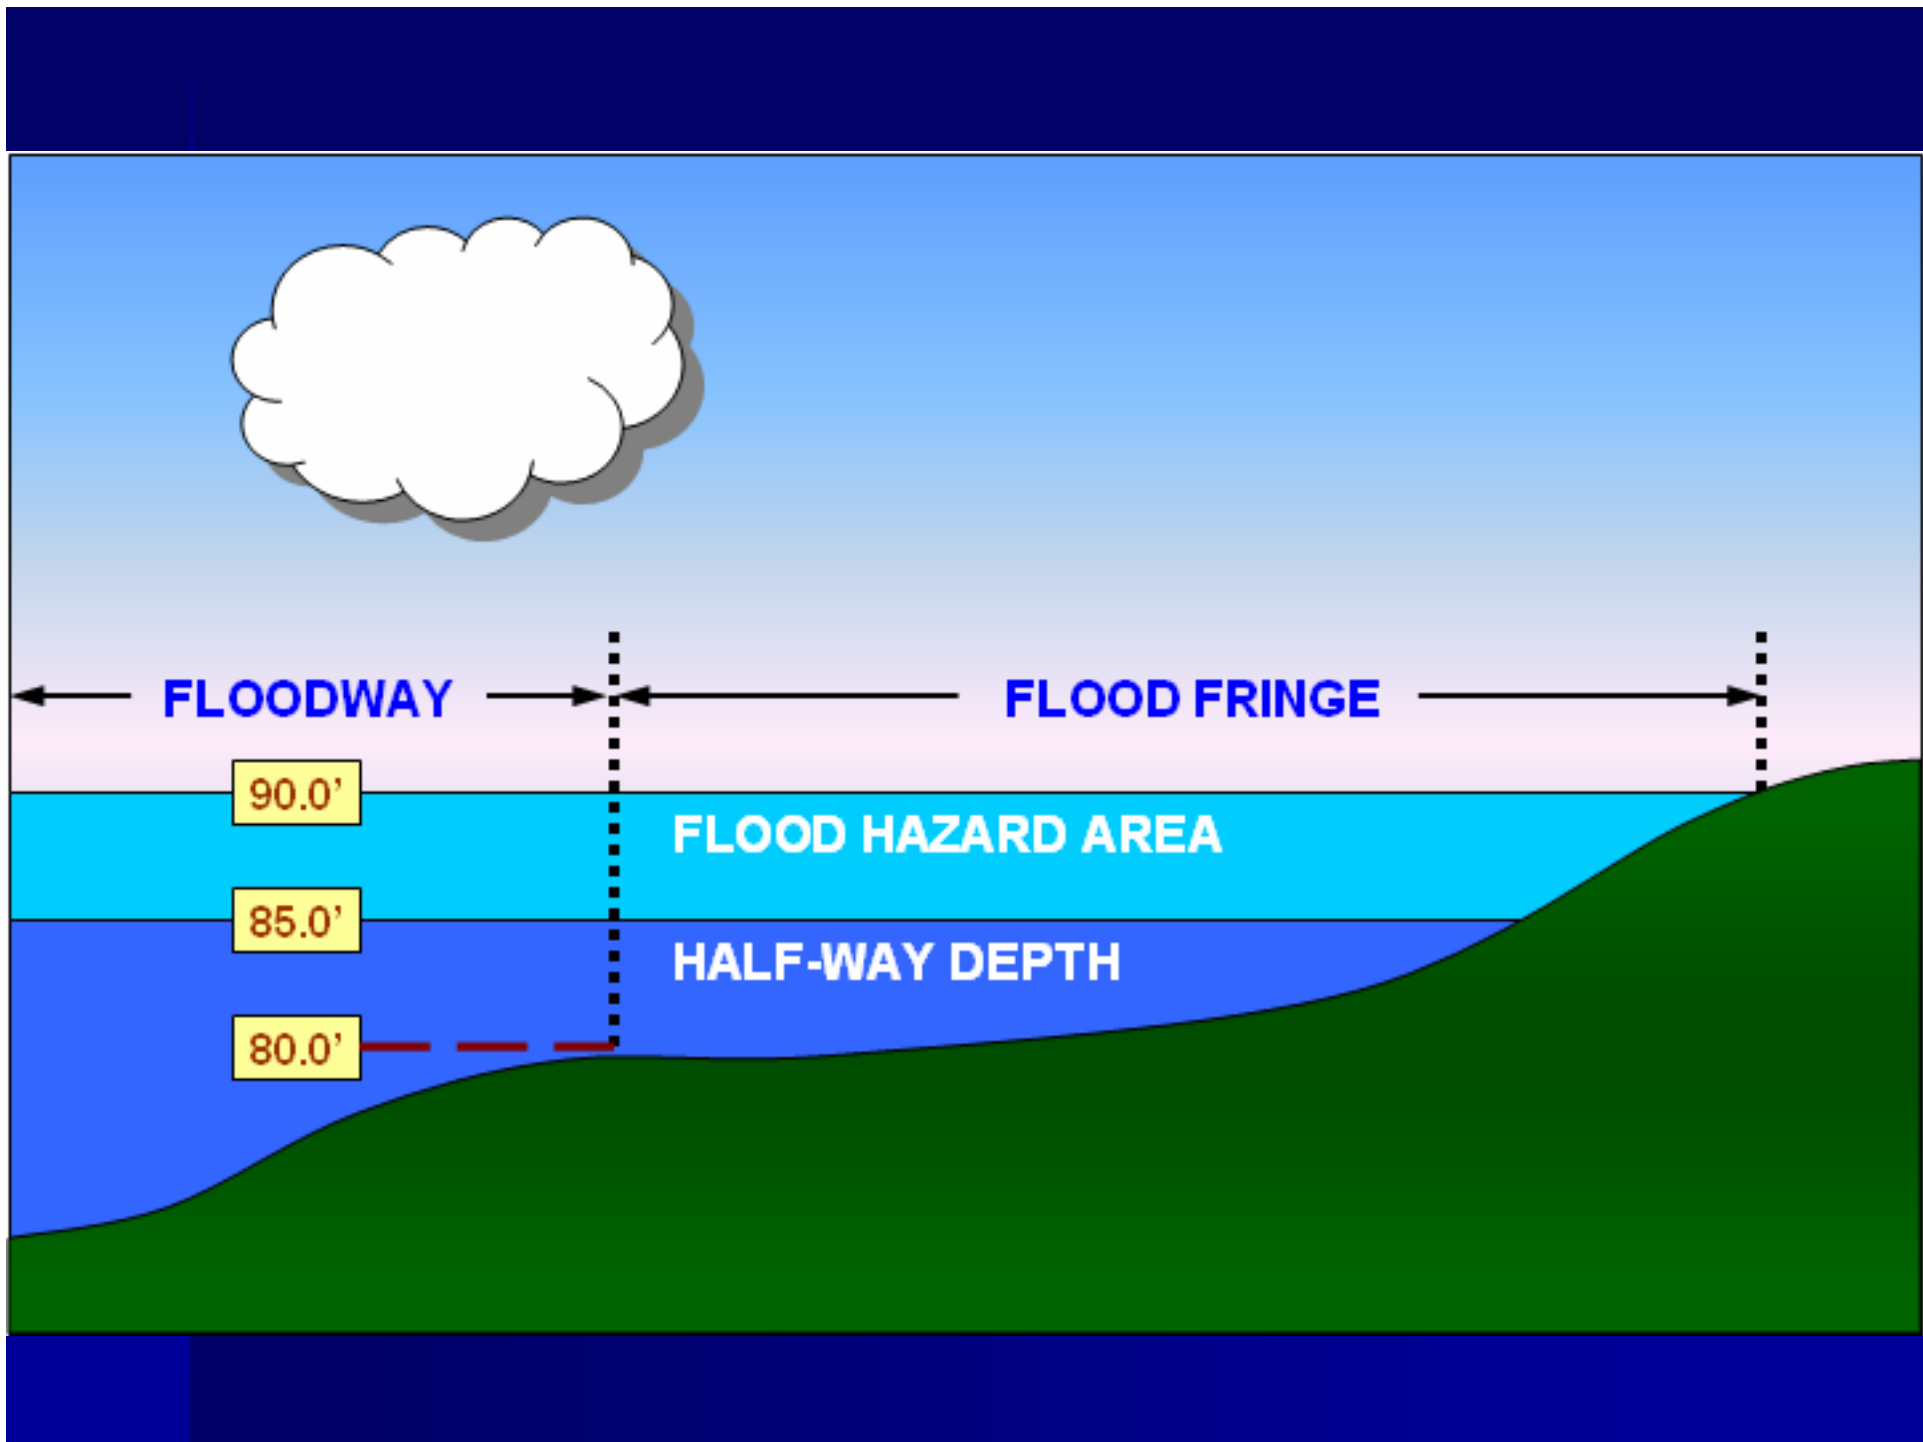 FLOODWAY FLOOD FRINGE
90.0’
FLOOD HAZARD AREA
85.0’
HALF-WAY DEPTH
80.0’